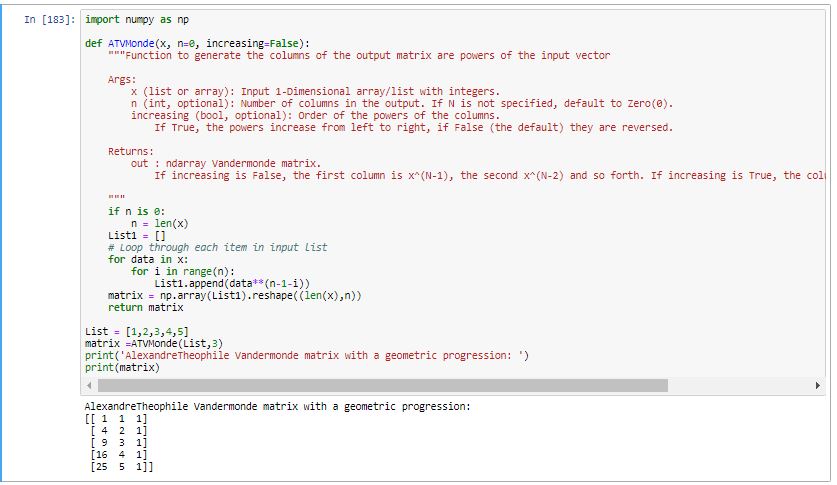 In [183]: import numpy as np
def ATVMonde(x, n=0, increasing=False):
"""Function to generate the columns of the output matrix are powers of the input vector
Args:
x (list or array): Input 1-Dimensional array/list with integers.
n (int, optional): Number of columns in the output. If N is not specified, default to Zero(0).
increasing (bool, optional): Order of the powers of the columns.
If True, the powers increase from left to right, if False (the default) they are reversed.
Returns:
out : ndarray Vandermonde matrix.
If increasing is False, the first column is x^(N-1), the second x^(N-2) and so forth. If increasing is True, the
"""
if n is 0:
n = len(x)
List1 = []
# Loop through each item in input List
for data in x:
for i in range(n):
List1.append(data**(n-1-i))
matrix = np.array(List1).reshape((len(x),n))
return matrix
List = [1,2,3,4,5]
matrix =ATVMonde(List,3)
print('AlexandreTheophile Vandermonde matrix with a geometric progression: ')
print(matrix)
AlexandreTheophile Vandermonde matrix with a geometric progression:
[[ 1 1 1]
[ 4 2 1]
[ 9 3 1]
[16 4 1]
[25 5 1]]